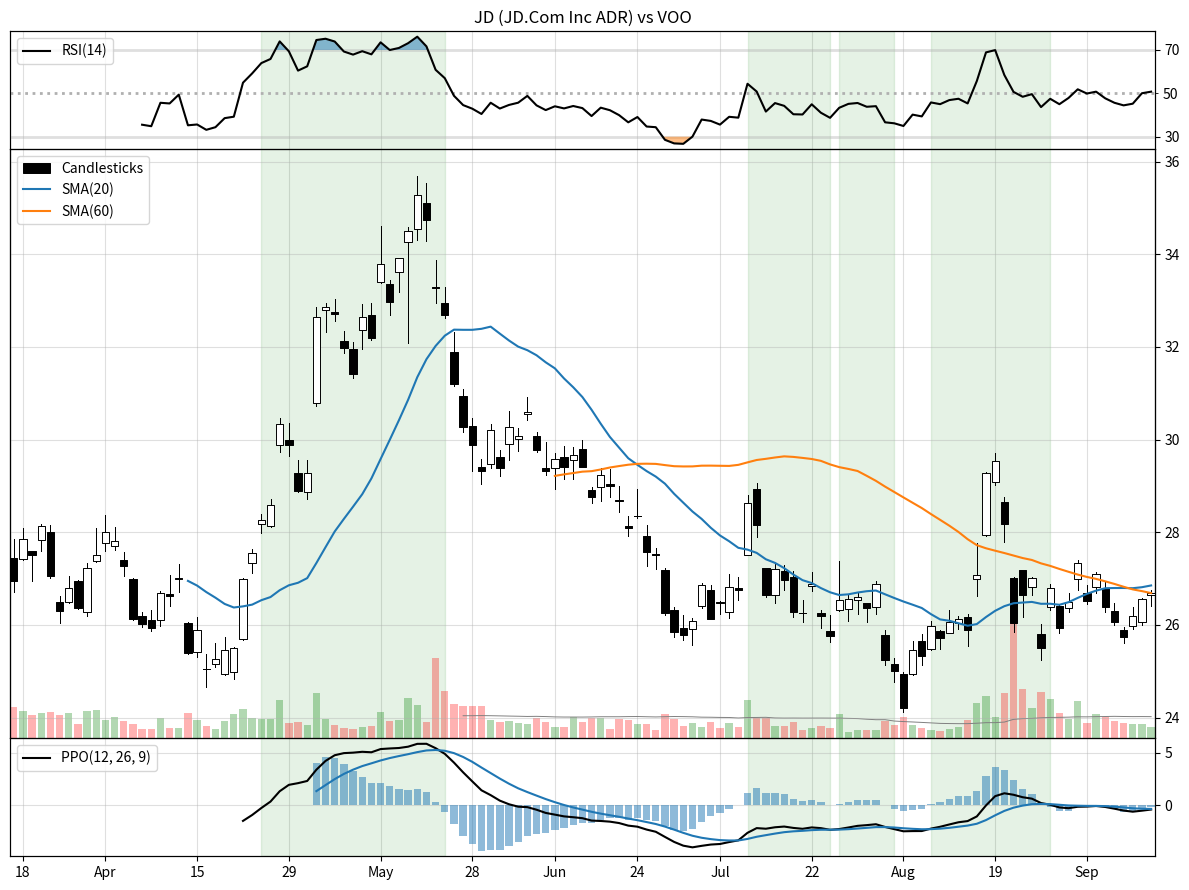 JD (JD.Com Inc ADR) vs VOO
RSI(14)
70
50
30
Candlesticks
SMA(20)
SMA(60)
36
34
32
30
28
26
24
PPO(12, 26, 9)
5
0
18 Apr 15 29 May 28 Jun 24 Jul 22 Aug 19 Sep